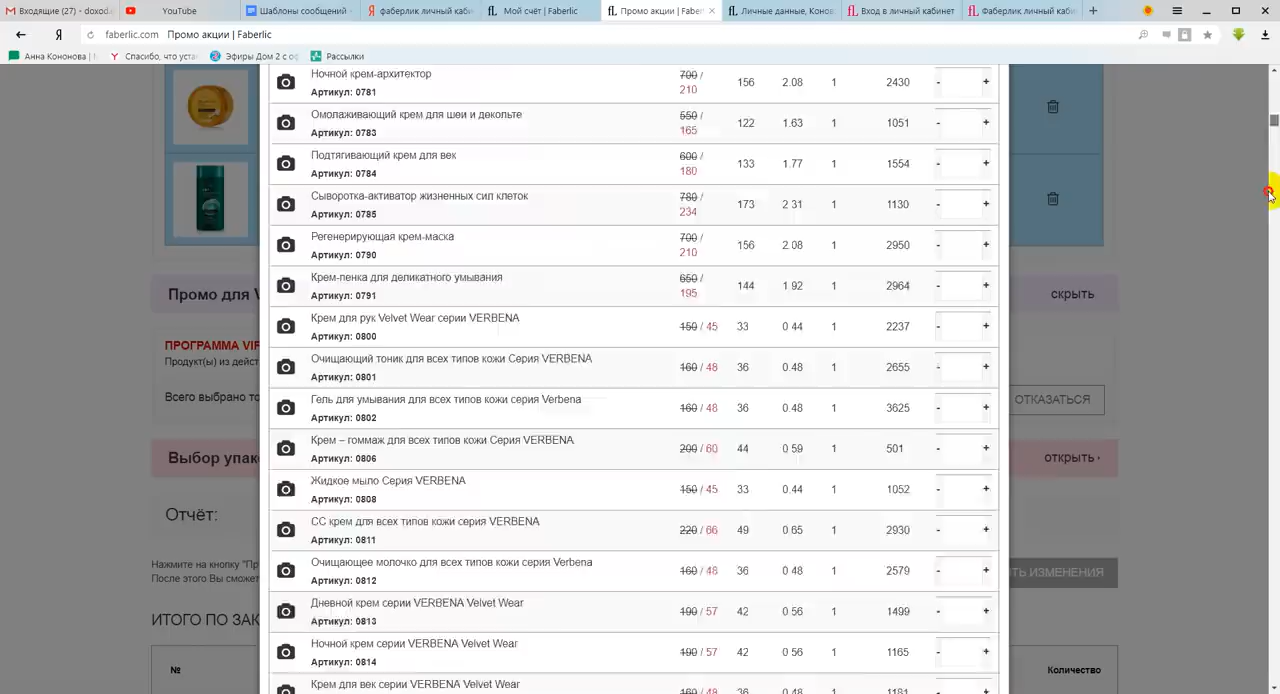 Входящие (27) - doxod.
YouTube
Шаблоны сообщений -
фаберлик личный каби
Мой счёт | Faberlic
Промо акции | Faber
Личные данные, Конов
Вход в личный кабинет
Фаберлик личный каби
faberlic.com Промо акции | Faberlic
Анна Кононова |
Спасибо, что уста
Эфиры Дом 2 с оф
Рассылки
Ночной крем-архитектор
Артикул: 0781
700 / 210 156 2.08 1 2430 - +
Омолаживающий крем для шеи и декольте
Артикул: 0783
550 / 165 122 1.63 1 1051 - +
Подтягивающий крем для век
Артикул: 0784
600 / 180 133 1.77 1 1554 - +
Сыворотка-активатор жизненных сил клеток
Артикул: 0785
780 / 234 173 2.31 1 1130 - +
Регенерирующая крем-маска
Артикул: 0790
700 / 210 156 2.08 1 2950 - +
Крем-пенка для деликатного умывания
Артикул: 0791
650 / 195 144 1.92 1 2964 - +
Крем для рук Velvet Wear серии VERBENA
Артикул: 0800
150 / 45 33 0.44 1 2237 - +
Очищающий тоник для всех типов кожи Серия VERBENA
Артикул: 0801
160 / 48 36 0.48 1 2655 - +
Гель для умывания для всех типов кожи серия Verbena
Артикул: 0802
160 / 48 36 0.48 1 3625 - +
Крем – гоммаж для всех типов кожи Серия VERBENA
Артикул: 0806
200 / 60 44 0.59 1 501 - +
Жидкое мыло Серия VERBENA
Артикул: 0808
150 / 45 33 0.44 1 1052 - +
СС крем для всех типов кожи серия VERBENA
Артикул: 0811
220 / 66 49 0.65 1 2930 - +
Очищающее молочко для всех типов кожи серия Verbena
Артикул: 0812
160 / 48 36 0.48 1 2579 - +
Дневной крем серии VERBENA Velvet Wear
Артикул: 0813
190 / 57 42 0.56 1 1499 - +
Ночной крем серии VERBENA Velvet Wear
Артикул: 0814
190 / 57 42 0.56 1 1165 - +
Крем для век серии VERBENA Velvet Wear
160 / 48 36 0.48 1 1181 - +
Промо для V
скрыть
ПРОГРАММА VIP
Продукт(ы) из дейст
Всего выбрано то
ОТКАЗАТЬСЯ
Выбор упак
открыть
Отчёт:
Нажмите на кнопку "Пр
После этого Вы сможет
ТЬ ИЗМЕНЕНИЯ
ИТОГО ПО ЗАК
№
Количество